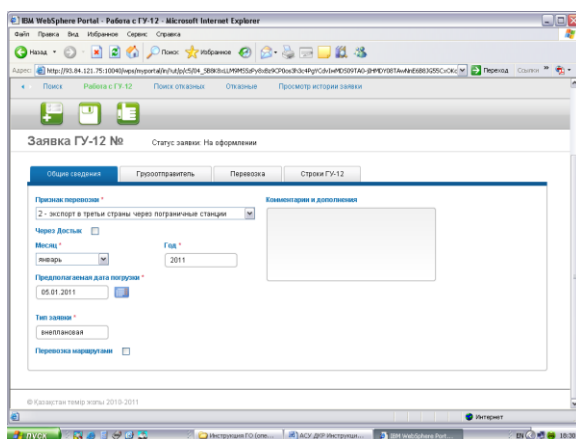 IBM WebSphere Portal - Работа с ГУ-12 - Microsoft Internet Explorer
Файл Правка Вид Избранное Сервис Справка
Назад Поиск Избранное
Адрес: Переход Ссылки
Поиск Работа с ГУ-12 Поиск отказных Отказные Просмотр истории заявки
Заявка ГУ-12 № Статус заявки: На оформлении
Общие сведения Грузоотправитель Перевозка Строки ГУ-12
Признак перевозки * Комментарии и дополнения
2 - экспорт в третьи страны через пограничные станции
Через Достык
Месяц * Год *
январь 2011
Предполагаемая дата погрузки *
05.01.2011
Тип заявки *
внеплановая
Перевозка маршрутами
© Қазақстан темір жолы 2010-2011
Интернет
пуск Инструкция ГО (опе... АСУ ДКР Инструкци... IBM WebSphere Port... EN 18:30